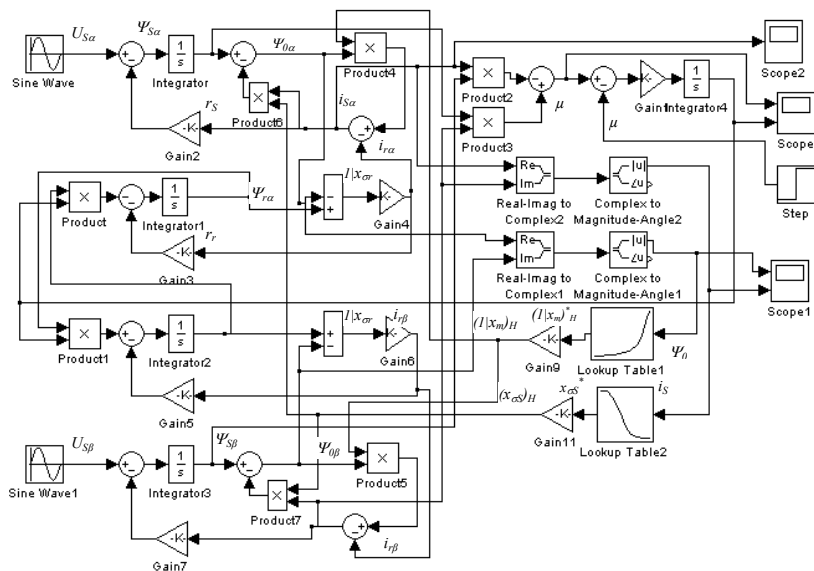 U_Sα
Ψ_Sα
Ψ_0α
Sine Wave
+
−
1
s
Integrator
+
−
×
Product6
×
Product4
r_S
-K-
Gain2
i_Sα
−
+
i_rα
×
Product2
×
Product3
−
+
μ
+
−
μ
K-
Gain1
1
s
Integrator4
Scope2
Scope
Step
×
Product
−
+
1
s
Integrator1
Ψ_rα
r_r
-K-
Gain3
1|x_σr
−
+
K-
Gain4
Re
Im
Real-Imag to
Complex2
|u|
∠u
Complex to
Magnitude-Angle2
Re
Im
Real-Imag to
Complex1
|u|
∠u
Complex to
Magnitude-Angle1
Scope1
×
Product1
+
−
1
s
Integrator2
-K-
Gain5
1|x_σr
i_rβ
+
−
K-
Gain6
(1|x_m)_H
(1|x_m)*_H
-K-
Gain9
Lookup Table1
Ψ_0
(x_σS)_H
x_σS*
-K-
Gain11
Lookup Table2
i_S
U_Sβ
Ψ_Sβ
Ψ_0β
Sine Wave1
+
−
1
s
Integrator3
+
−
×
Product7
×
Product5
-K-
Gain7
−
+
i_rβ